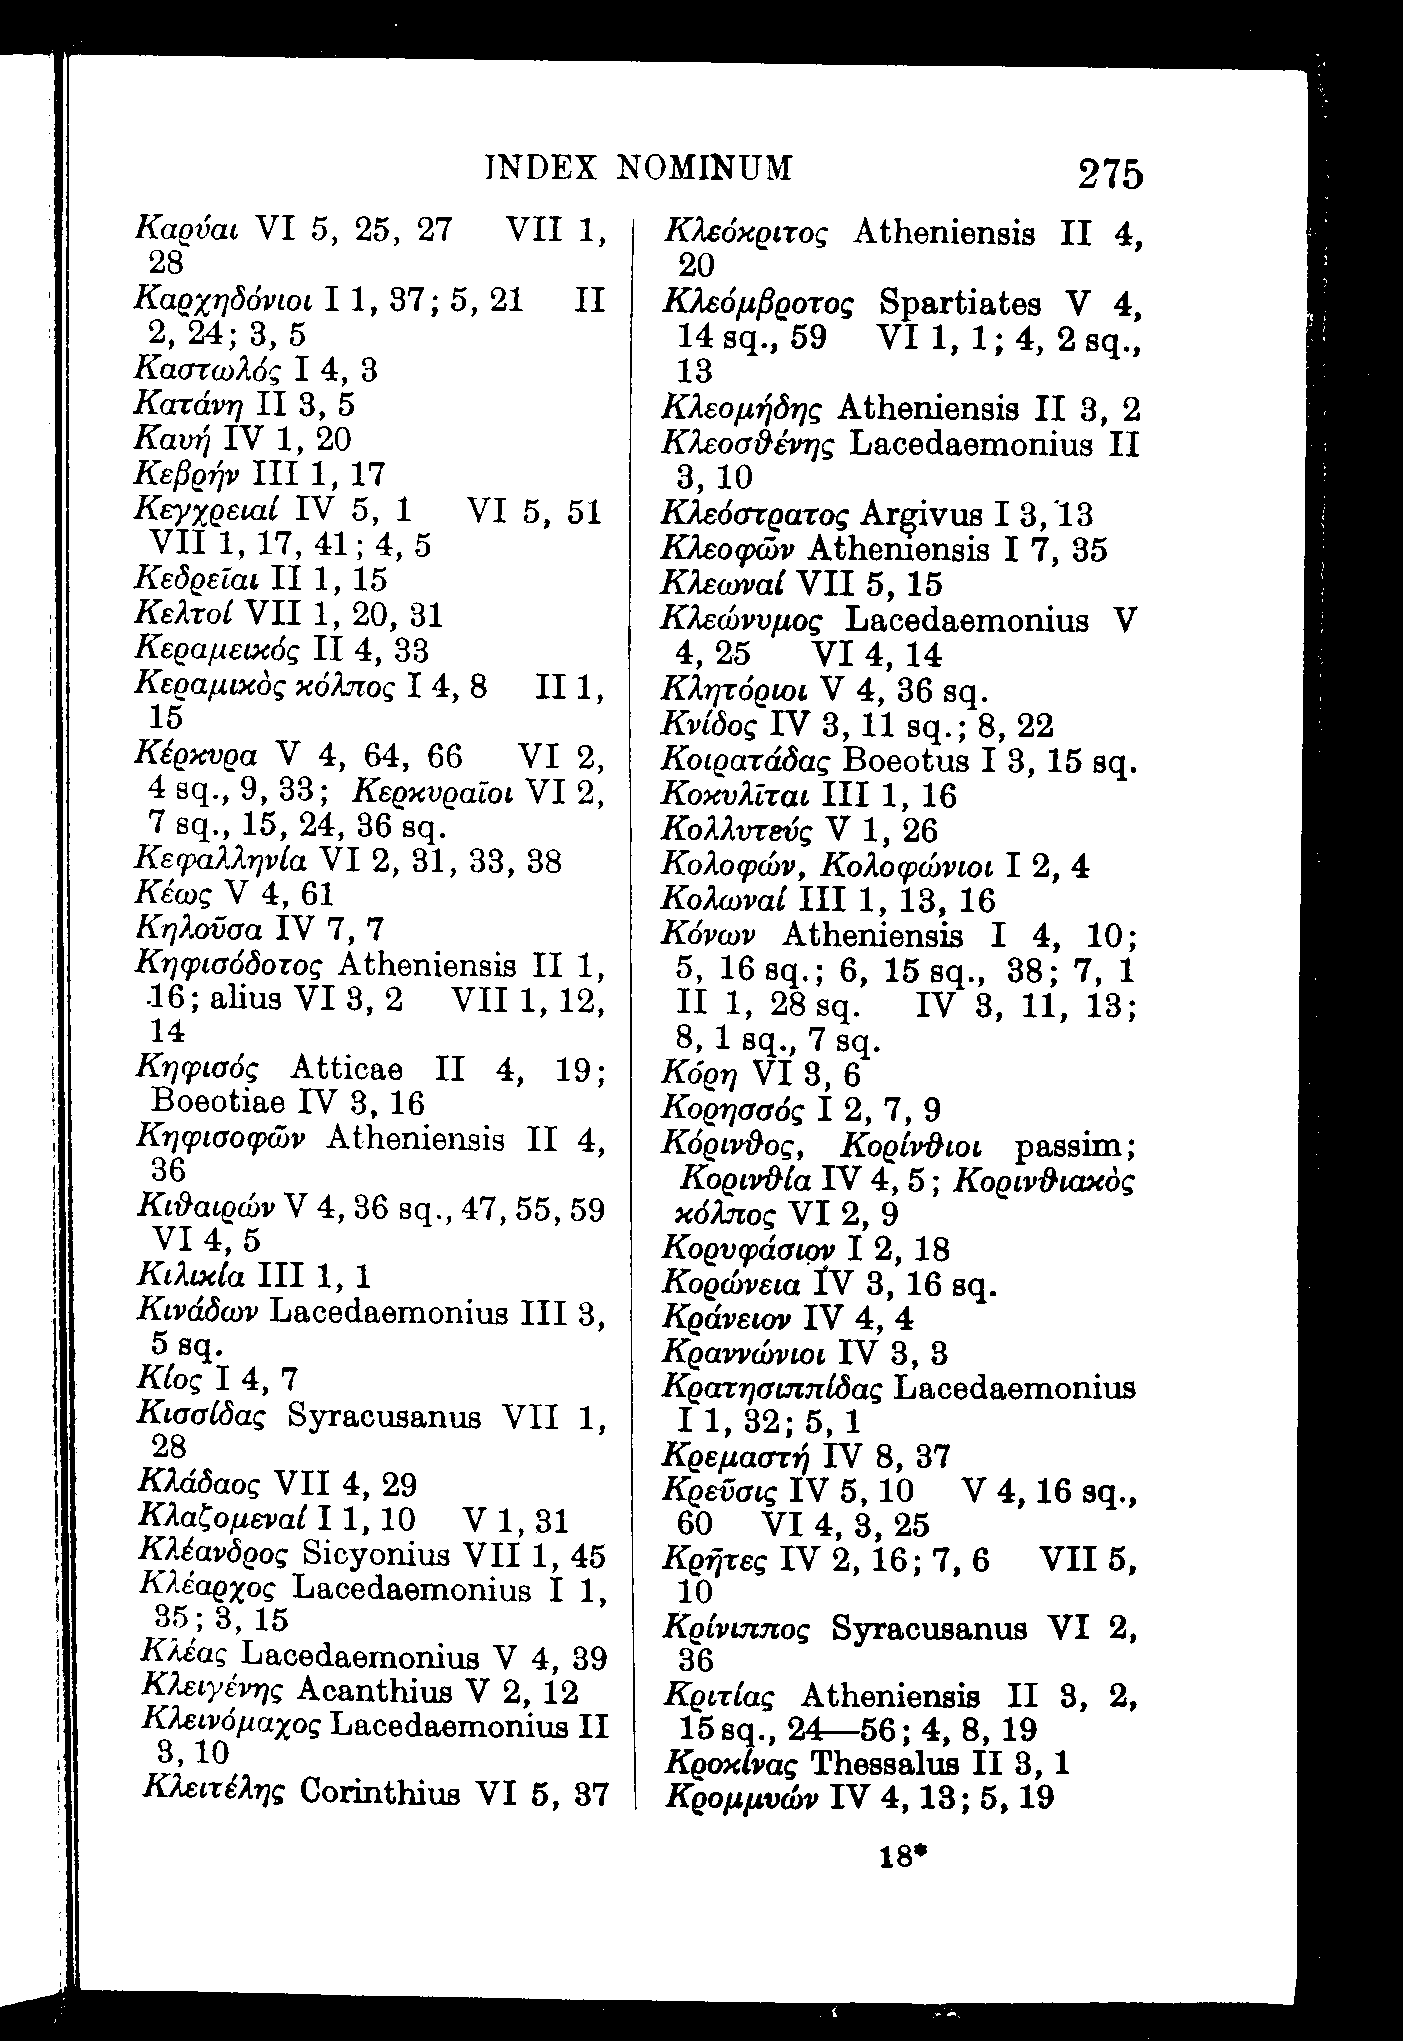 INDEX NOMINUM 275
Καρύαι VI 5, 25, 27 VII 1,
28
Καρχηδόνιοι I 1, 37; 5, 21 II
2, 24; 3, 5
Καστωλός I 4, 3
Κατάνη II 3, 5
Καυή IV 1, 20
Κεβρήν III 1, 17
Κεγχρειαί IV 5, 1 VI 5, 51
VII 1, 17, 41; 4, 5
Κεδρεῖαι II 1, 15
Κελτοί VII 1, 20, 31
Κεραμεικός II 4, 33
Κεραμικὸς κόλπος I 4, 8 II 1,
15
Κέρκυρα V 4, 64, 66 VI 2,
4 sq., 9, 33; Κερκυραῖοι VI 2,
7 sq., 15, 24, 36 sq.
Κεφαλληνία VI 2, 31, 33, 38
Κέως V 4, 61
Κηλοῦσα IV 7, 7
Κηφισόδοτος Atheniensis II 1,
16; alius VI 3, 2 VII 1, 12,
14
Κηφισός Atticae II 4, 19;
Boeotiae IV 3, 16
Κηφισοφῶν Atheniensis II 4,
36
Κιθαιρών V 4, 36 sq., 47, 55, 59
VI 4, 5
Κιλικία III 1, 1
Κινάδων Lacedaemonius III 3,
5 sq.
Κίος I 4, 7
Κισσίδας Syracusanus VII 1,
28
Κλάδαος VII 4, 29
Κλαζομεναί I 1, 10 V 1, 31
Κλέανδρος Sicyonius VII 1, 45
Κλέαρχος Lacedaemonius I 1,
35; 3, 15
Κλέας Lacedaemonius V 4, 39
Κλειγένης Acanthius V 2, 12
Κλεινόμαχος Lacedaemonius II
3, 10
Κλειτέλης Corinthius VI 5, 37
Κλεόκριτος Atheniensis II 4,
20
Κλεόμβροτος Spartiates V 4,
14 sq., 59 VI 1, 1; 4, 2 sq.,
13
Κλεομήδης Atheniensis II 3, 2
Κλεοσθένης Lacedaemonius II
3, 10
Κλεόστρατος Argivus I 3, 13
Κλεοφῶν Atheniensis I 7, 35
Κλεωναί VII 5, 15
Κλεώνυμος Lacedaemonius V
4, 25 VI 4, 14
Κλητόριοι V 4, 36 sq.
Κνίδος IV 3, 11 sq.; 8, 22
Κοιρατάδας Boeotus I 3, 15 sq.
Κοκυλῖται III 1, 16
Κολλυτεύς V 1, 26
Κολοφών, Κολοφώνιοι I 2, 4
Κολωναί III 1, 13, 16
Κόνων Atheniensis I 4, 10;
5, 16 sq.; 6, 15 sq., 38; 7, 1
II 1, 28 sq. IV 3, 11, 13;
8, 1 sq., 7 sq.
Κόρη VI 3, 6
Κορησσός I 2, 7, 9
Κόρινθος, Κορίνθιοι passim;
Κορινθία IV 4, 5; Κορινθιακὸς
κόλπος VI 2, 9
Κορυφάσιον I 2, 18
Κορώνεια IV 3, 16 sq.
Κράνειον IV 4, 4
Κραννώνιοι IV 3, 3
Κρατησιππίδας Lacedaemonius
I 1, 32; 5, 1
Κρεμαστή IV 8, 37
Κρεῦσις IV 5, 10 V 4, 16 sq.,
60 VI 4, 3, 25
Κρῆτες IV 2, 16; 7, 6 VII 5,
10
Κρίνιππος Syracusanus VI 2,
36
Κριτίας Atheniensis II 3, 2,
15 sq., 24—56; 4, 8, 19
Κροκίνας Thessalus II 3, 1
Κρομμυών IV 4, 13; 5, 19
18*